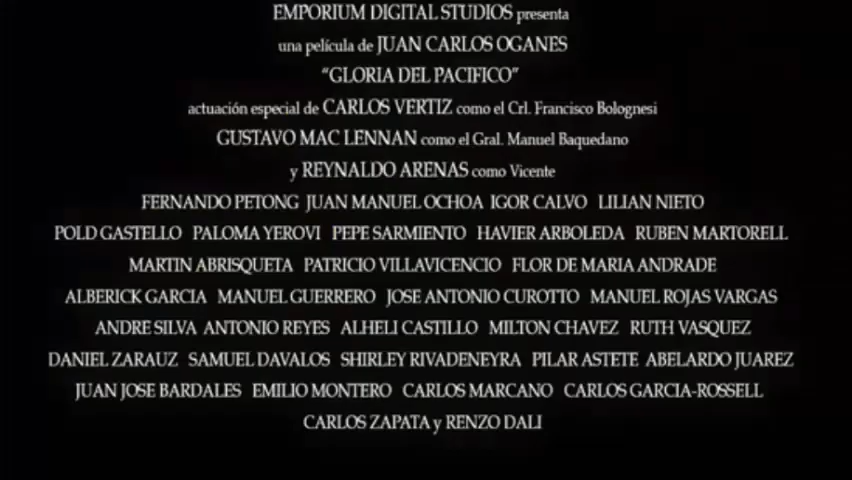 EMPORIUM DIGITAL STUDIOS presenta
una película de JUAN CARLOS OGANES
“GLORIA DEL PACIFICO”
actuación especial de CARLOS VERTIZ como el Crl. Francisco Bolognesi
GUSTAVO MAC LENNAN como el Gral. Manuel Baquedano
y REYNALDO ARENAS como Vicente
FERNANDO PETONG JUAN MANUEL OCHOA IGOR CALVO LILIAN NIETO
POLD GASTELLO PALOMA YEROVI PEPE SARMIENTO HAVIER ARBOLEDA RUBEN MARTORELL
MARTIN ABRISQUETA PATRICIO VILLAVICENCIO FLOR DE MARIA ANDRADE
ALBERICK GARCIA MANUEL GUERRERO JOSE ANTONIO CUROTTO MANUEL ROJAS VARGAS
ANDRE SILVA ANTONIO REYES ALHELI CASTILLO MILTON CHAVEZ RUTH VASQUEZ
DANIEL ZARAUZ SAMUEL DAVALOS SHIRLEY RIVADENEYRA PILAR ASTETE ABELARDO JUAREZ
JUAN JOSE BARDALES EMILIO MONTERO CARLOS MARCANO CARLOS GARCIA-ROSSELL
CARLOS ZAPATA y RENZO DALI